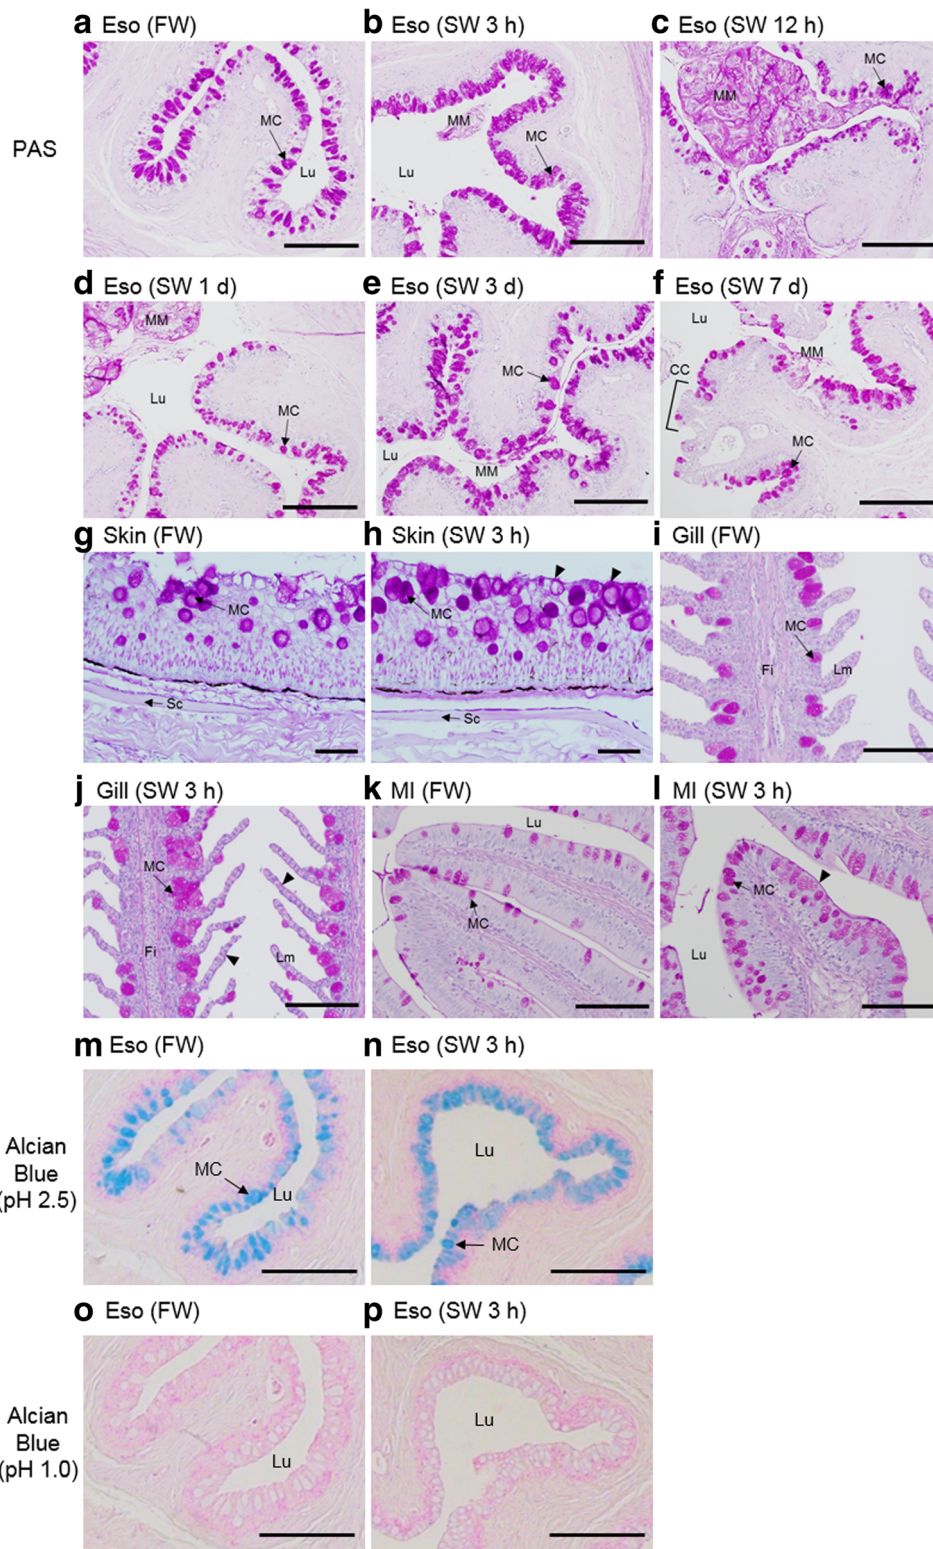 a Eso (FW)
b Eso (SW 3 h)
c Eso (SW 12 h)
PAS
MC
Lu
MM
MC
Lu
MC
MM
d Eso (SW 1 d)
e Eso (SW 3 d)
f Eso (SW 7 d)
MM
Lu
MC
MC
Lu
MM
Lu
MM
CC
MC
g Skin (FW)
h Skin (SW 3 h)
i Gill (FW)
MC
Sc
MC
Sc
MC
Fi
Lm
j Gill (SW 3 h)
k MI (FW)
l MI (SW 3 h)
MC
Fi
Lm
Lu
MC
MC
Lu
m Eso (FW)
n Eso (SW 3 h)
Alcian
Blue
(pH 2.5)
MC
Lu
Lu
MC
o Eso (FW)
p Eso (SW 3 h)
Alcian
Blue
(pH 1.0)
Lu
Lu